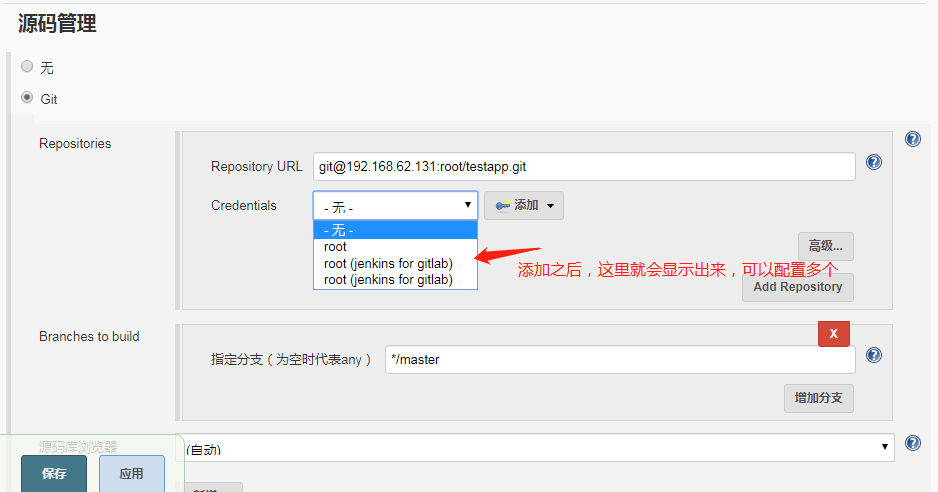 源码管理
无
Git
Repositories
Repository URL git@192.168.62.131:root/testapp.git
Credentials - 无 - 添加
- 无 -
root
root (jenkins for gitlab)
root (jenkins for gitlab)
高级...
添加之后，这里就会显示出来，可以配置多个
Add Repository
Branches to build
X
指定分支（为空时代表any） */master
增加分支
源码库浏览器 (自动)
保存 应用
新增